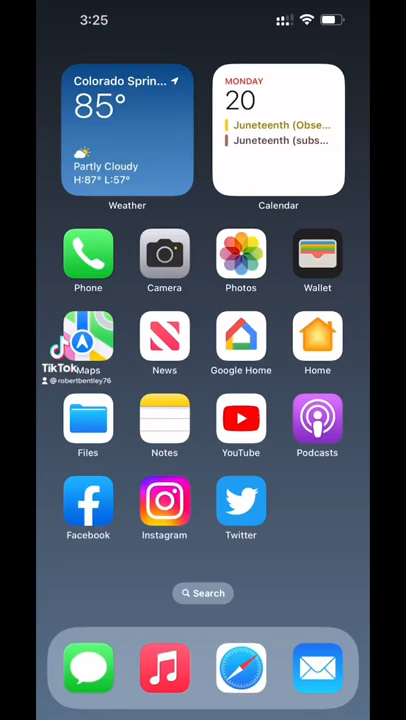 3:25
Colorado Sprin...
85°
Partly Cloudy
H:87° L:57°
Weather
MONDAY
20
Juneteenth (Obse...
Juneteenth (subs...
Calendar
Phone
Camera
Photos
Wallet
TikTok
@robertbentley76
Maps
News
Google Home
Home
Files
Notes
YouTube
Podcasts
Facebook
Instagram
Twitter
Search